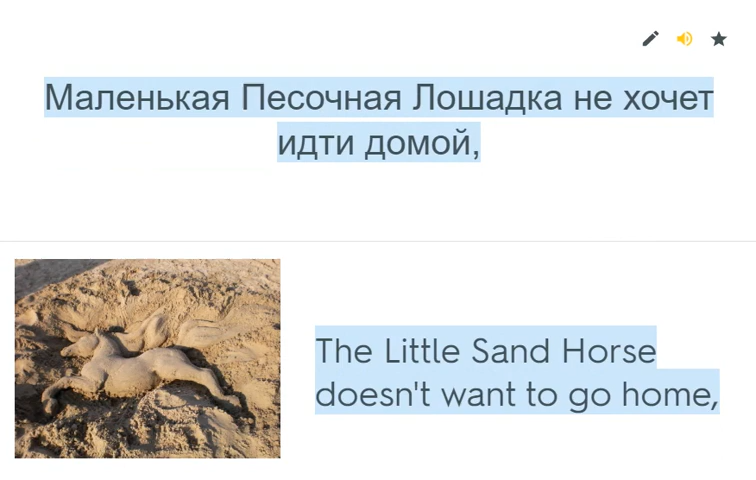 Маленькая Песочная Лошадка не хочет
идти домой,
The Little Sand Horse
doesn't want to go home,